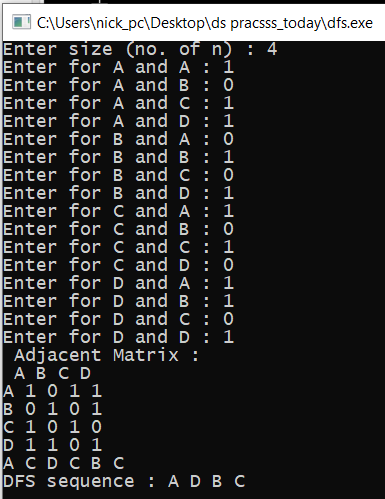 C:\Users\nick_pc\Desktop\ds pracsss_today\dfs.exe
Enter size (no. of n) : 4
Enter for A and A : 1
Enter for A and B : 0
Enter for A and C : 1
Enter for A and D : 1
Enter for B and A : 0
Enter for B and B : 1
Enter for B and C : 0
Enter for B and D : 1
Enter for C and A : 1
Enter for C and B : 0
Enter for C and C : 1
Enter for C and D : 0
Enter for D and A : 1
Enter for D and B : 1
Enter for D and C : 0
Enter for D and D : 1
 Adjacent Matrix :
 A B C D
A 1 0 1 1
B 0 1 0 1
C 1 0 1 0
D 1 1 0 1
A C D C B C
DFS sequence : A D B C